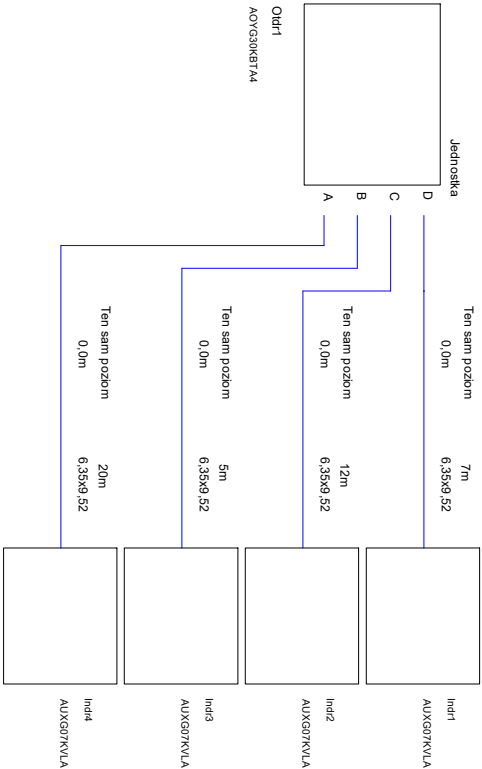 Jednostka
Otdr1
AOYG30KBTA4
D
C
B
A
Ten sam poziom
0,0m
7m
6,35x9,52
Indr1
AUXG07KVLA
Ten sam poziom
0,0m
12m
6,35x9,52
Indr2
AUXG07KVLA
Ten sam poziom
0,0m
5m
6,35x9,52
Indr3
AUXG07KVLA
Ten sam poziom
0,0m
20m
6,35x9,52
Indr4
AUXG07KVLA